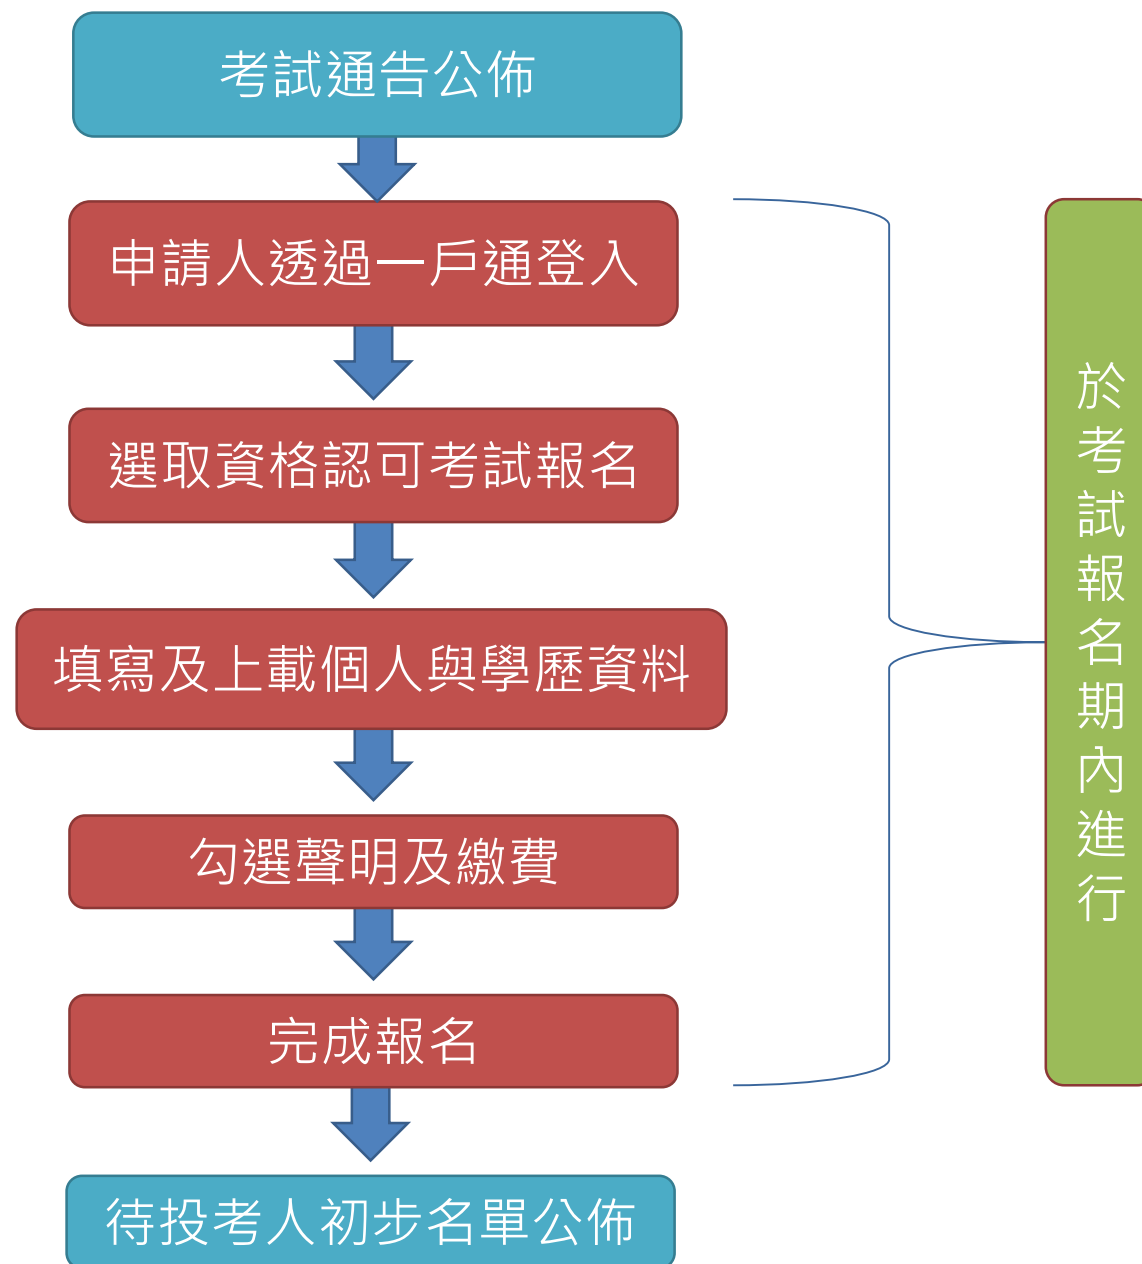 考試通告公佈
申請人透過一戶通登入
選取資格認可考試報名
填寫及上載個人與學歷資料
勾選聲明及繳費
完成報名
待投考人初步名單公佈
於考試報名期內進行